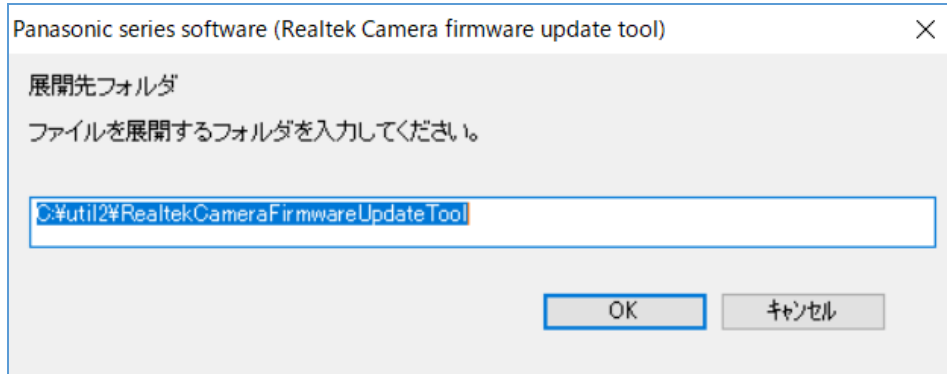 Panasonic series software (Realtek Camera firmware update tool)
展開先フォルダ
ファイルを展開するフォルダを入力してください。
C:¥util2¥RealtekCameraFirmwareUpdateTool
OK
キャンセル